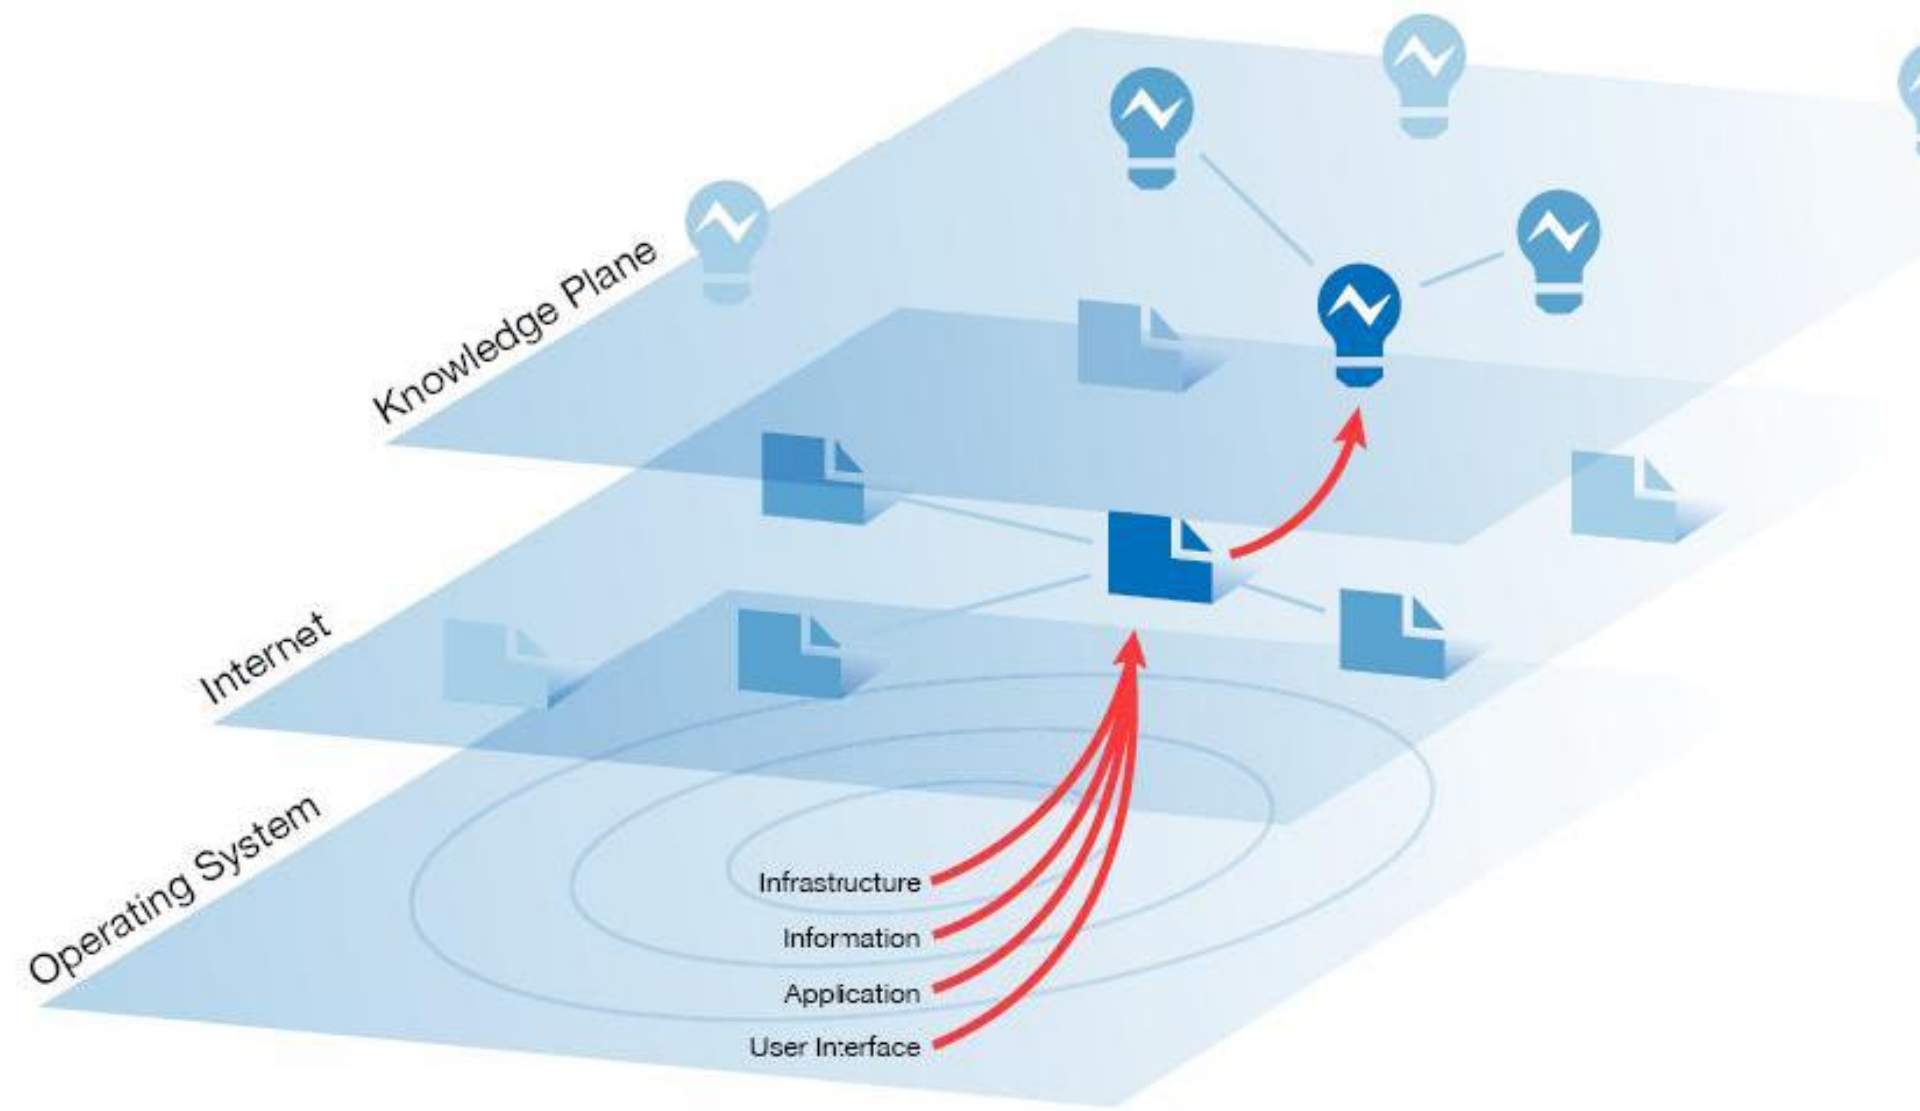 Knowledge Plane
Internet
Operating System
Infrastructure
Information
Application
User Interface